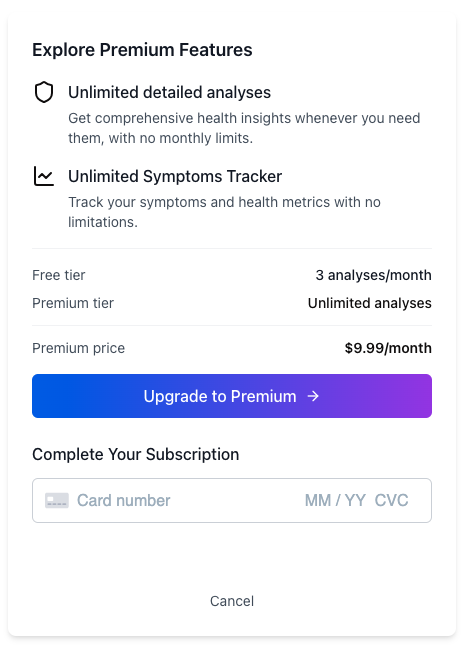 Explore Premium Features
Unlimited detailed analyses
Get comprehensive health insights whenever you need
them, with no monthly limits.
Unlimited Symptoms Tracker
Track your symptoms and health metrics with no
limitations.
Free tier 3 analyses/month
Premium tier Unlimited analyses
Premium price $9.99/month
Upgrade to Premium →
Complete Your Subscription
Card number MM / YY CVC
Cancel